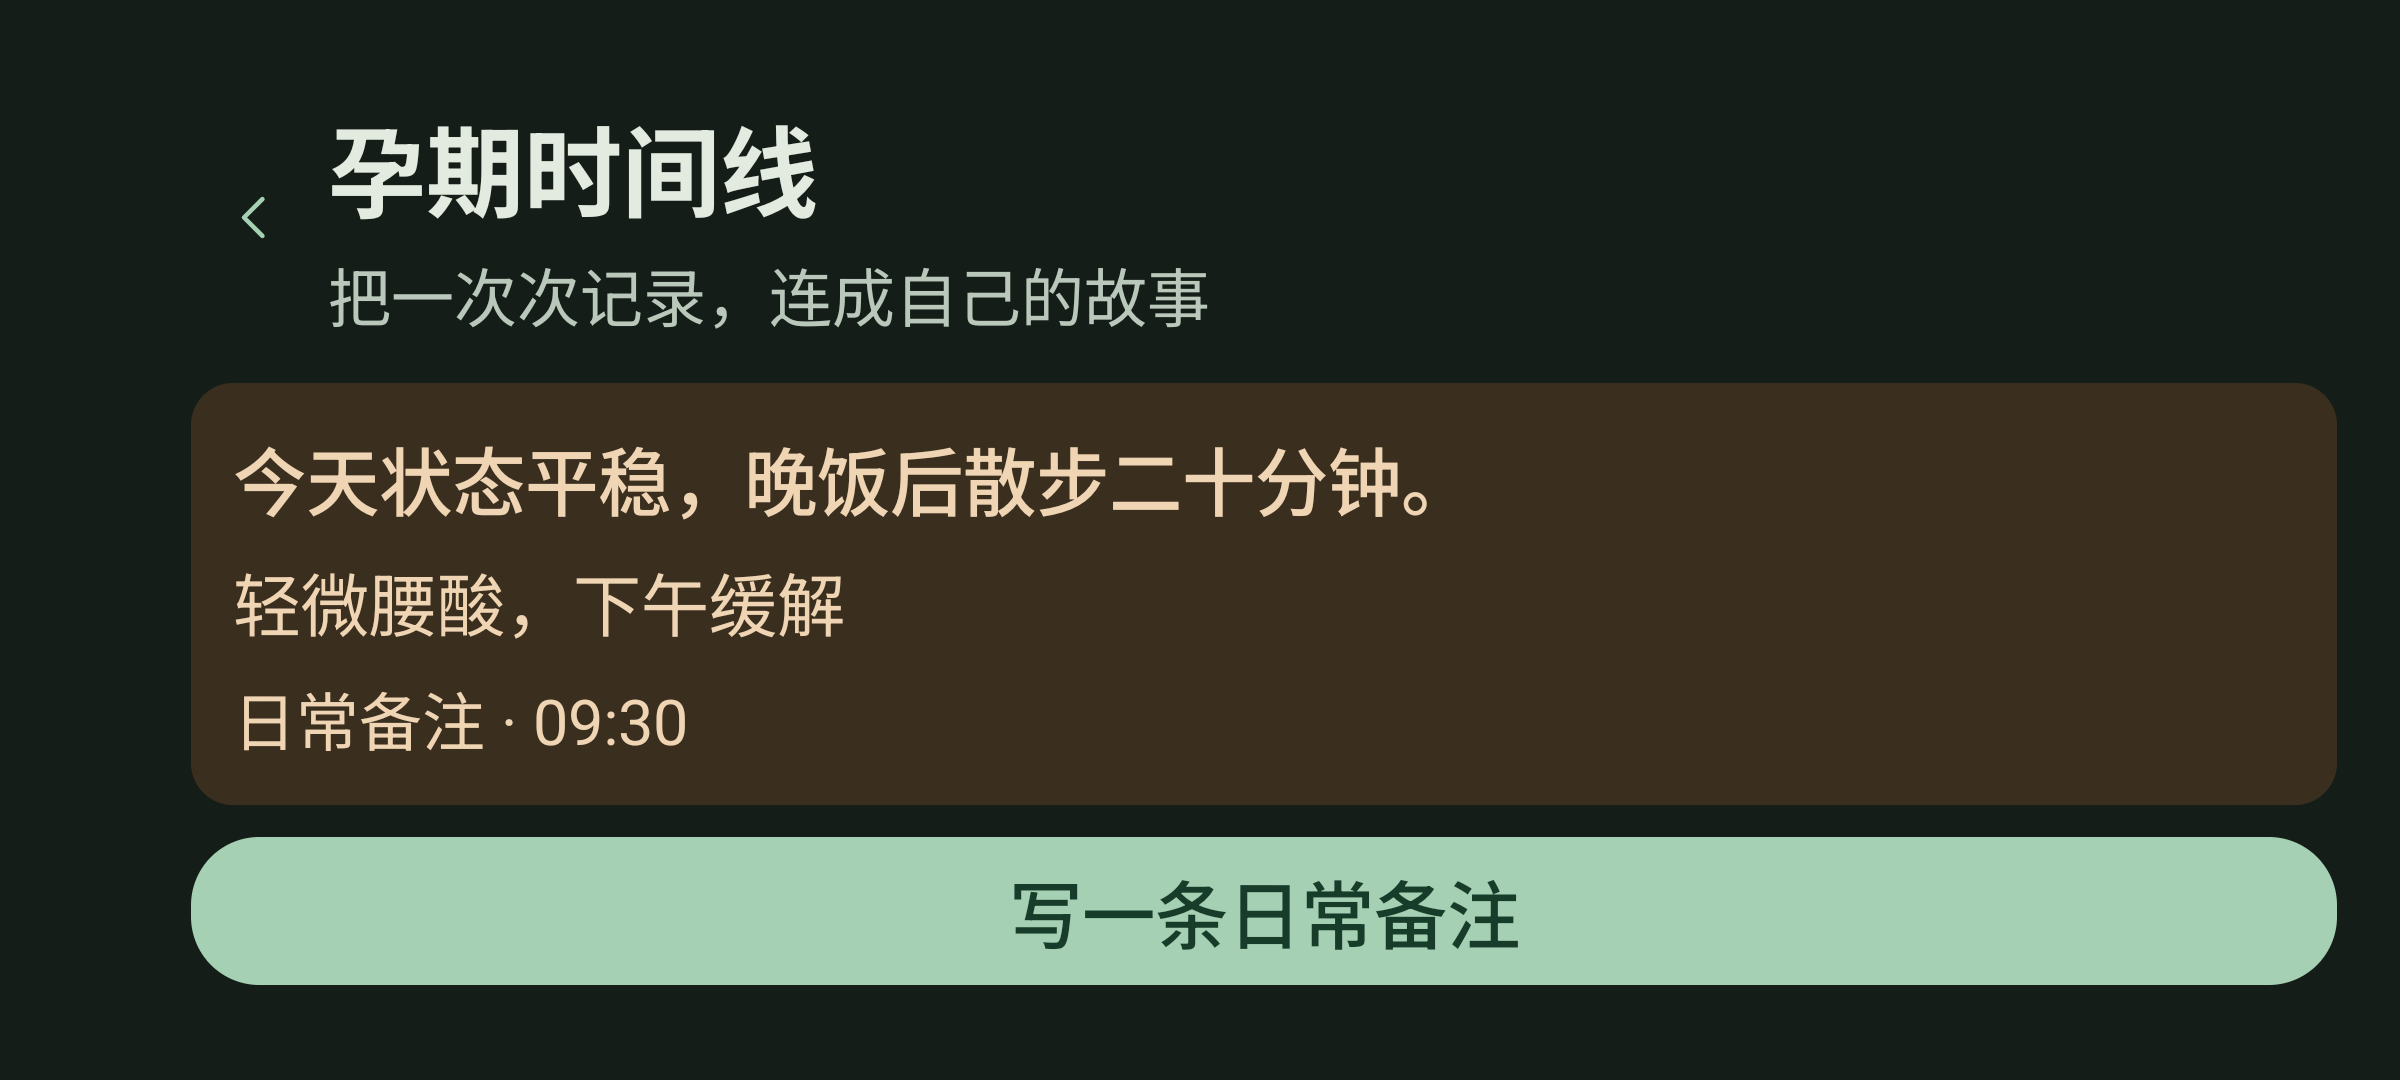 孕期时间线
把一次次记录，连成自己的故事
今天状态平稳，晚饭后散步二十分钟。
轻微腰酸，下午缓解
日常备注 · 09:30
写一条日常备注